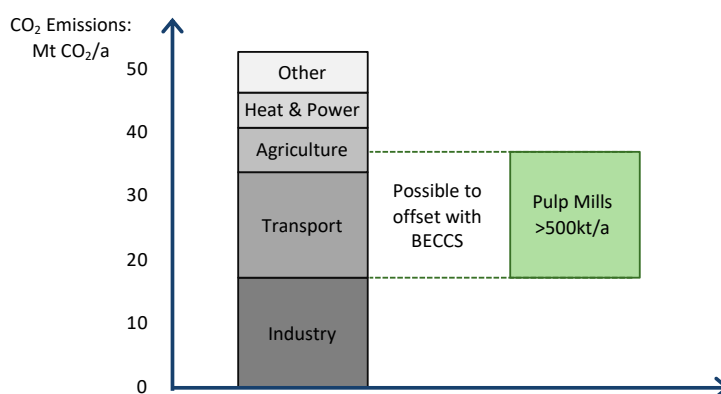 CO₂ Emissions:
Mt CO₂/a
50
40
30
20
10
0
Other
Heat & Power
Agriculture
Transport
Industry
Possible to
offset with
BECCS
Pulp Mills
>500kt/a